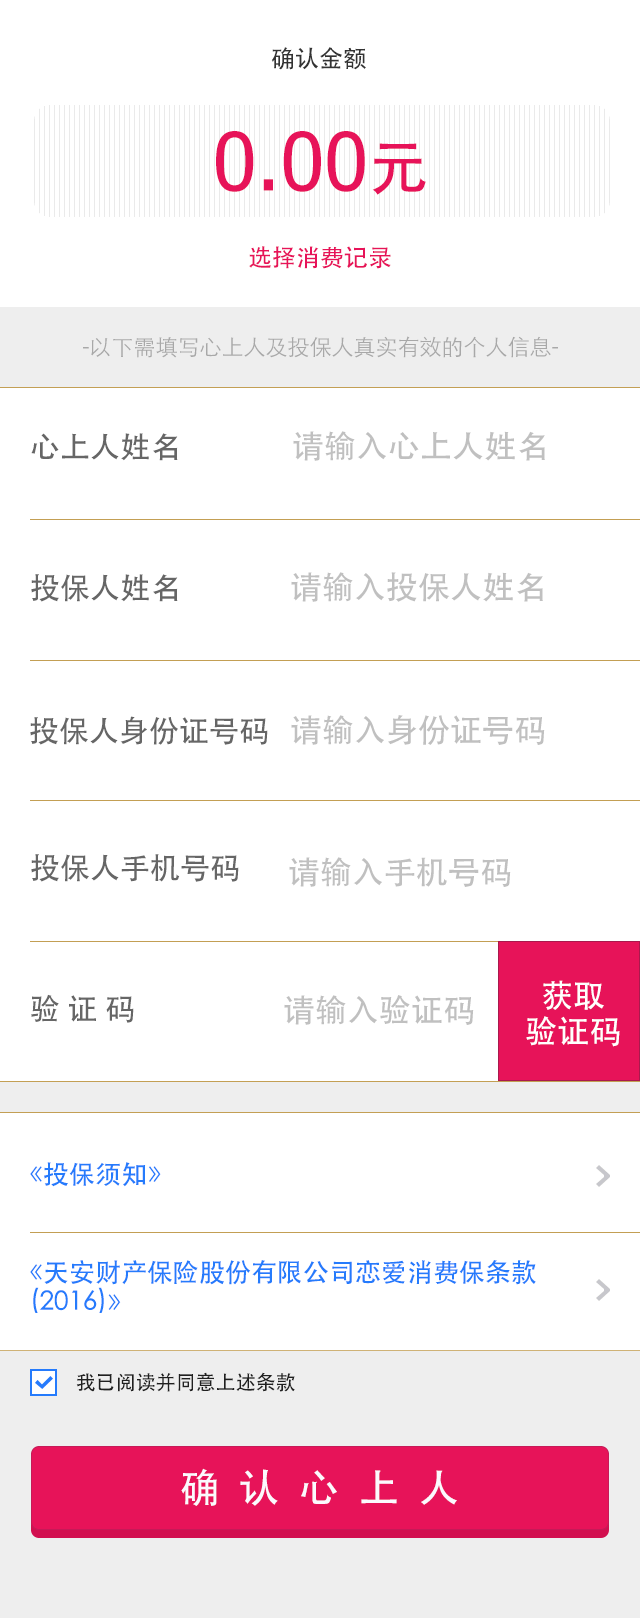 确认金额
0.00元
选择消费记录
-以下需填写心上人及投保人真实有效的个人信息-
心上人姓名 请输入心上人姓名
投保人姓名 请输入投保人姓名
投保人身份证号码 请输入身份证号码
投保人手机号码 请输入手机号码
验证码 请输入验证码
获取
验证码
《投保须知》
《天安财产保险股份有限公司恋爱消费保条款
(2016)》
我已阅读并同意上述条款
确认心上人